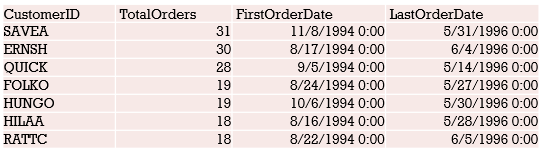 CustomerID TotalOrders FirstOrderDate LastOrderDate
SAVEA 31 11/8/1994 0:00 5/31/1996 0:00
ERNSH 30 8/17/1994 0:00 6/4/1996 0:00
QUICK 28 9/5/1994 0:00 5/14/1996 0:00
FOLKO 19 8/24/1994 0:00 5/27/1996 0:00
HUNGO 19 10/6/1994 0:00 5/30/1996 0:00
HILAA 18 8/16/1994 0:00 5/28/1996 0:00
RATTC 18 8/22/1994 0:00 6/5/1996 0:00